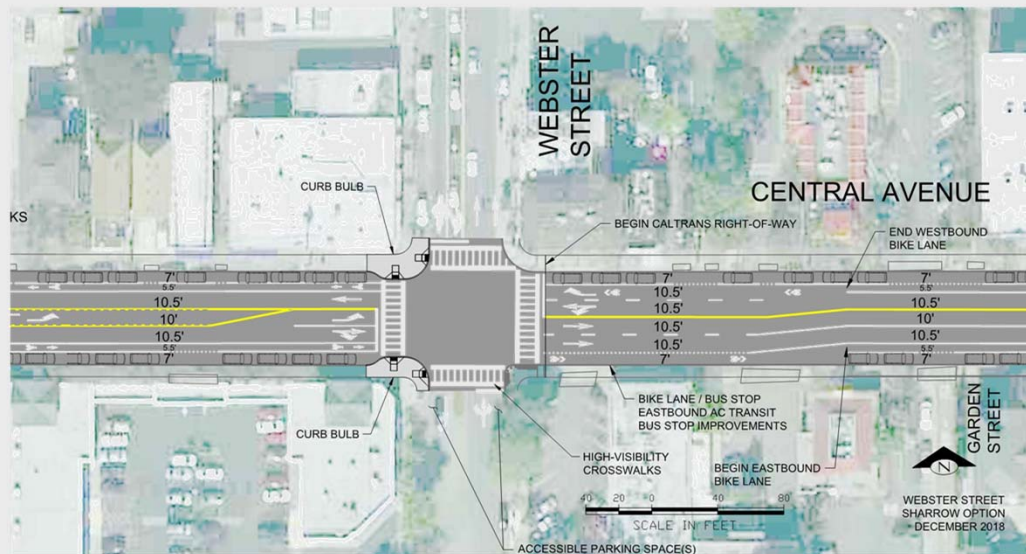 WEBSTER
STREET
CENTRAL AVENUE
CURB BULB
BEGIN CALTRANS RIGHT-OF-WAY
KS
END WESTBOUND
BIKE LANE
7'
5.5'
10.5'
10'
10.5'
5.5'
7'
7'
10.5'
10.5'
10.5'
10.5'
7'
7'
5.5'
10.5'
10'
10.5'
5.5'
7'
BIKE LANE / BUS STOP
EASTBOUND AC TRANSIT
BUS STOP IMPROVEMENTS
CURB BULB
HIGH-VISIBILITY
CROSSWALKS
BEGIN EASTBOUND
BIKE LANE
GARDEN
STREET
N
40 20 0 40 80
SCALE IN FEET
WEBSTER STREET
SHARROW OPTION
DECEMBER 2018
ACCESSIBLE PARKING SPACE(S)